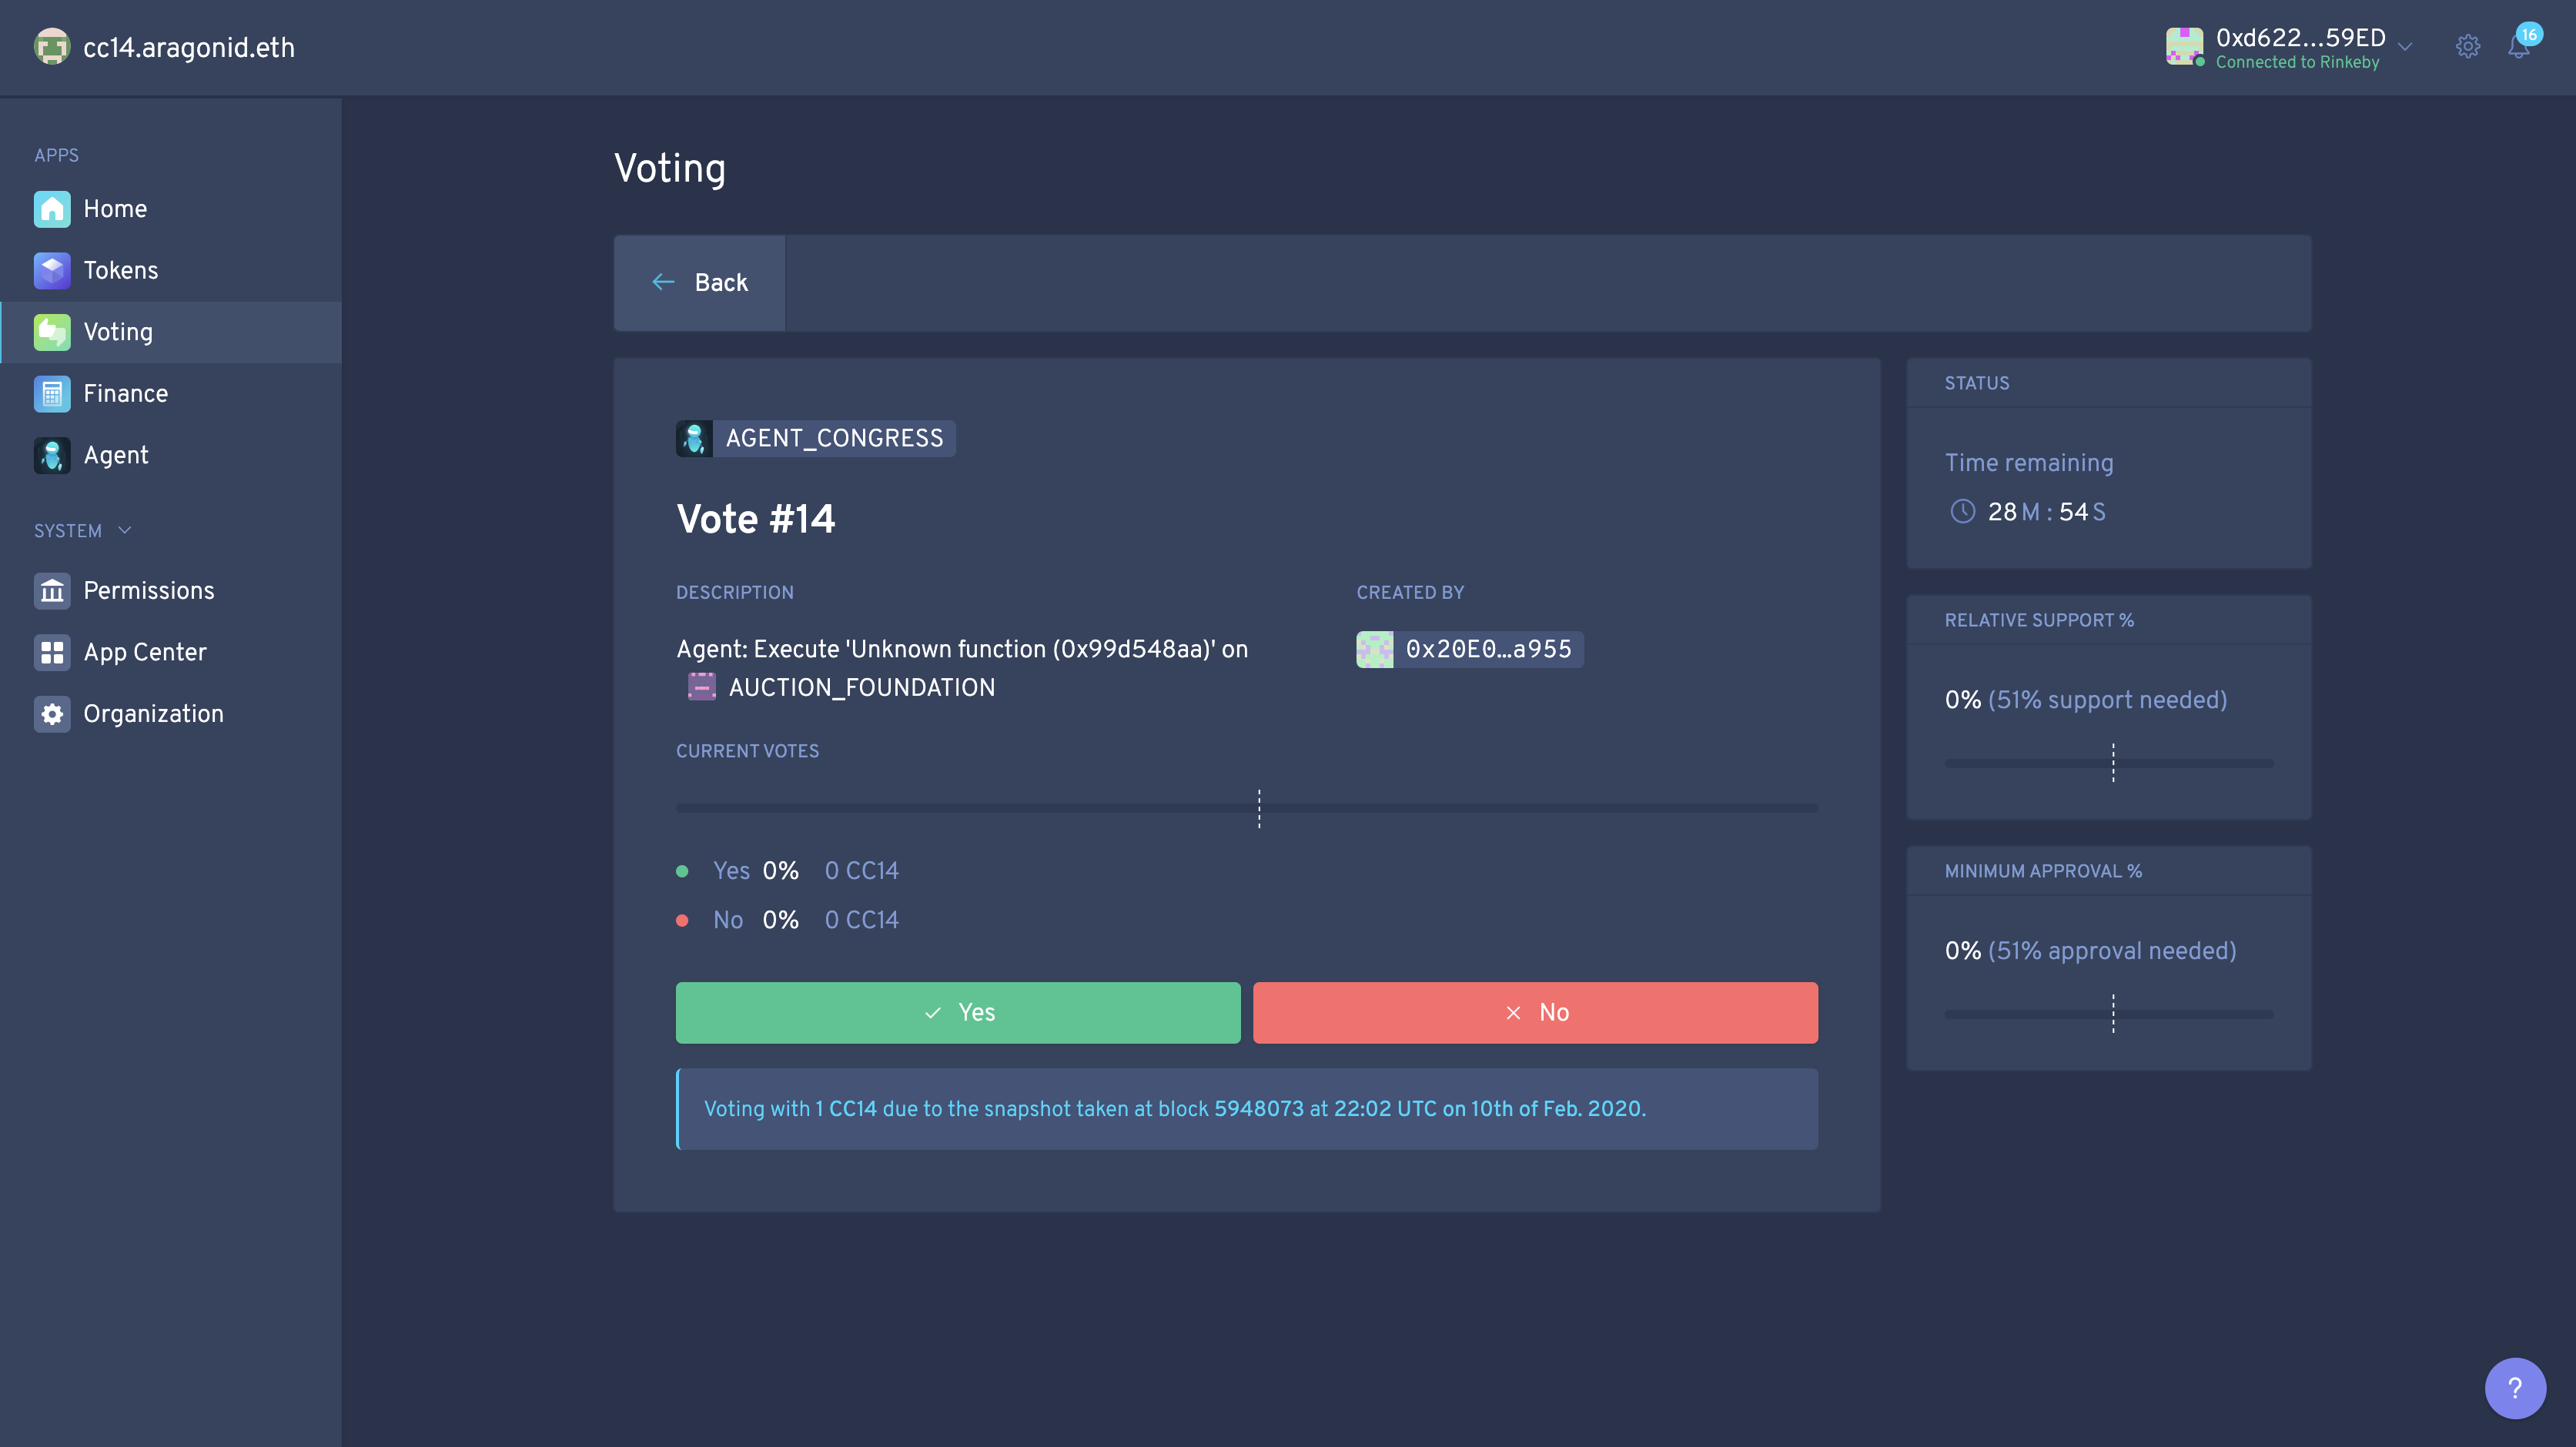 cc14.aragonid.eth
0xd622...59ED
Connected to Rinkeby
16
APPS
Home
Tokens
Voting
Finance
Agent
SYSTEM
Permissions
App Center
Organization
Voting
Back
AGENT_CONGRESS
Vote #14
DESCRIPTION
Agent: Execute 'Unknown function (0x99d548aa)' on
AUCTION_FOUNDATION
CREATED BY
0x20E0…a955
CURRENT VOTES
Yes 0% 0 CC14
No 0% 0 CC14
Yes
No
Voting with 1 CC14 due to the snapshot taken at block 5948073 at 22:02 UTC on 10th of Feb. 2020.
STATUS
Time remaining
28 M : 54 S
RELATIVE SUPPORT %
0% (51% support needed)
MINIMUM APPROVAL %
0% (51% approval needed)
?